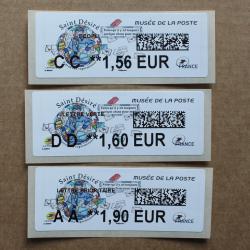 Saint Désiré
MUSÉE DE LA POSTE
ECOPLI
CC **1,56 EUR
FRANCE
Saint Désiré
MUSÉE DE LA POSTE
LETTRE VERTE
DD **1,60 EUR
FRANCE
Saint Désiré
MUSÉE DE LA POSTE
LETTRE PRIORITAIRE
AA **1,90 EUR
FRANCE